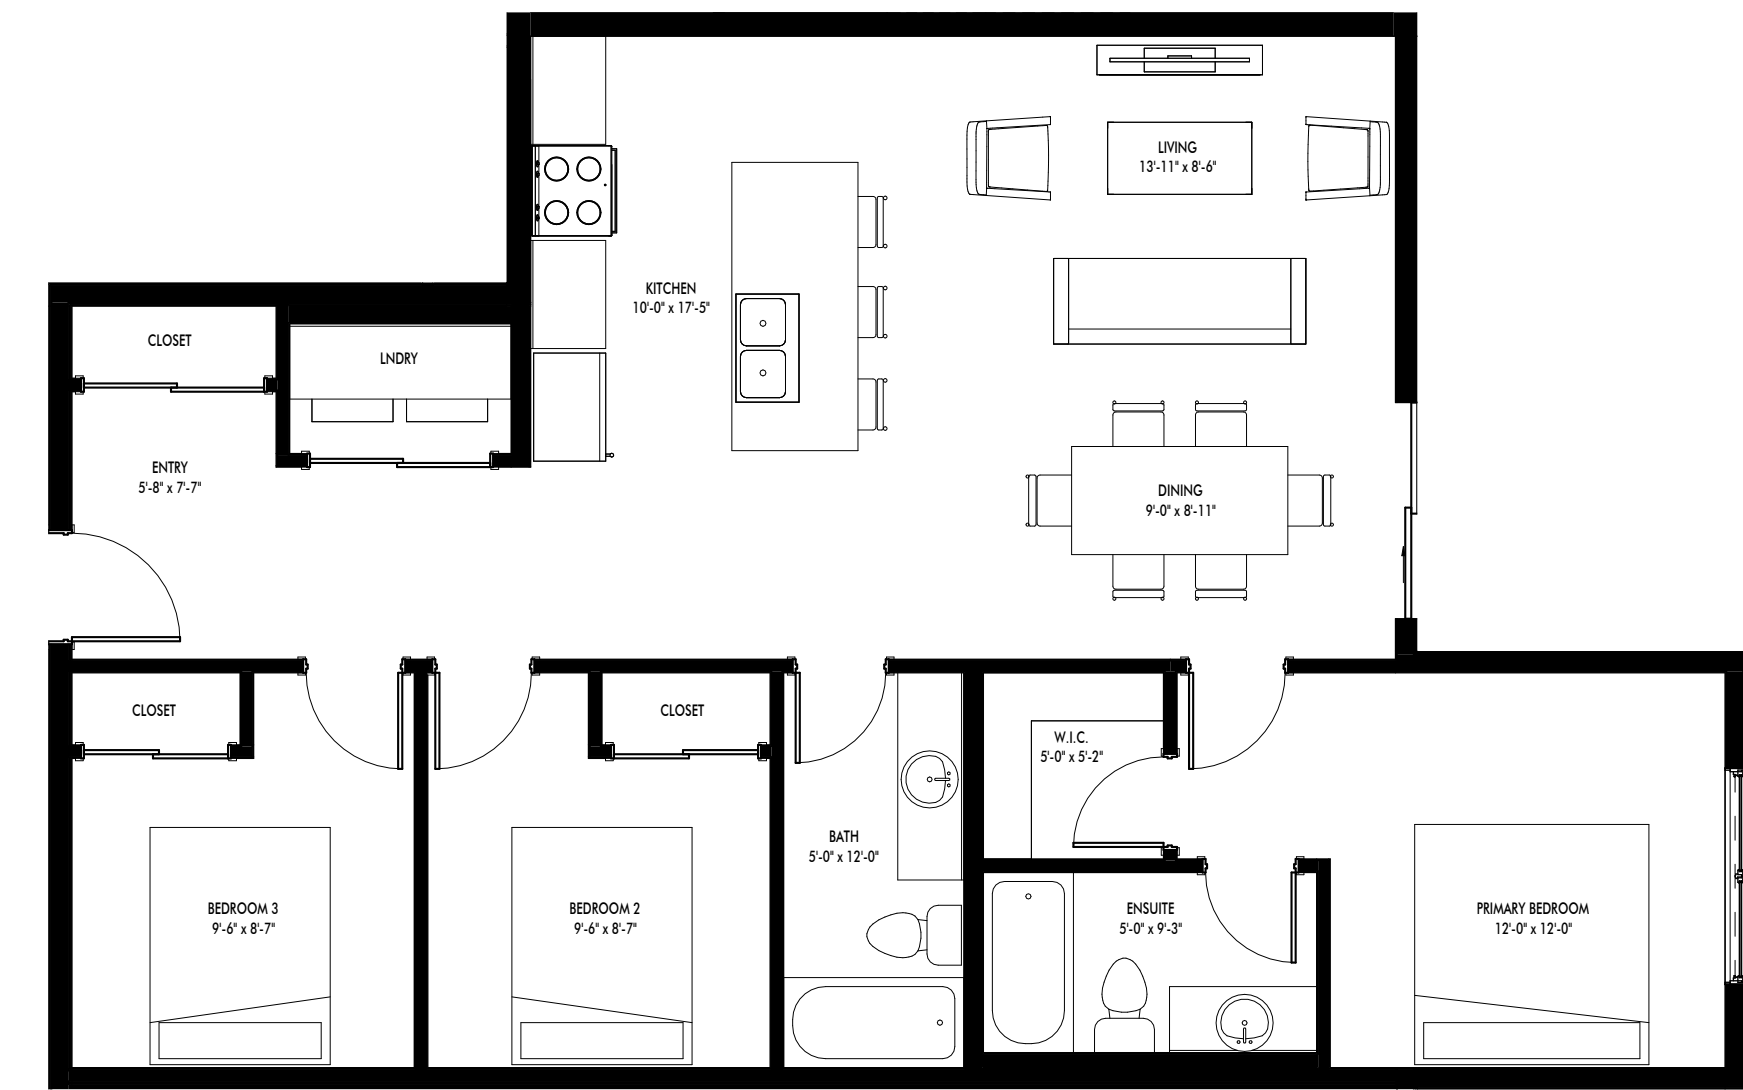 LIVING
13'-11" x 8'-6"
KITCHEN
10'-0" x 17'-5"
CLOSET
LNDRY
ENTRY
5'-8" x 7'-7"
DINING
9'-0" x 8'-11"
CLOSET
CLOSET
W.I.C.
5'-0" x 5'-2"
BATH
5'-0" x 12'-0"
BEDROOM 3
9'-6" x 8'-7"
BEDROOM 2
9'-6" x 8'-7"
ENSUITE
5'-0" x 9'-3"
PRIMARY BEDROOM
12'-0" x 12'-0"